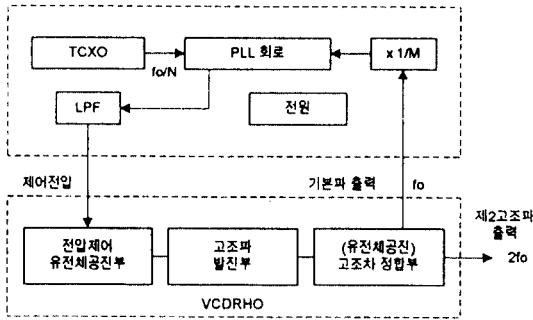 TCXO
PLL 회로
x 1/M
fo/N
LPF
전원
제어전압
기본파 출력
fo
제2고조파
출력
2fo
전압제어
유전체공진부
고조파
발진부
(유전체공진)
고조차 정합부
VCDRHO